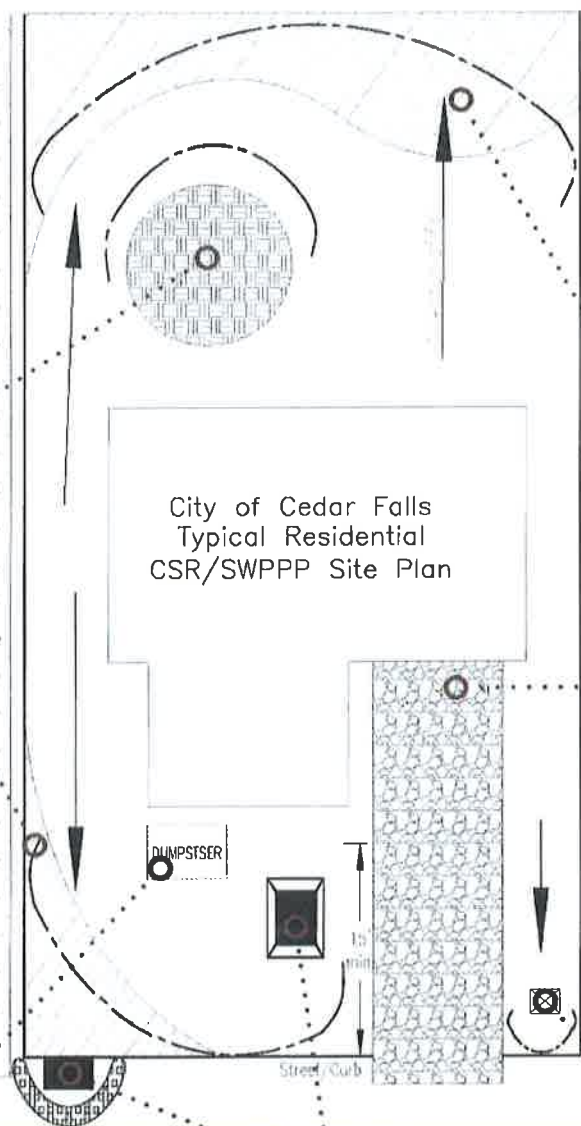 City of Cedar Falls
Typical Residential
CSR/SWPPP Site Plan
DUMPSTSER
15'
min
Street/Curb